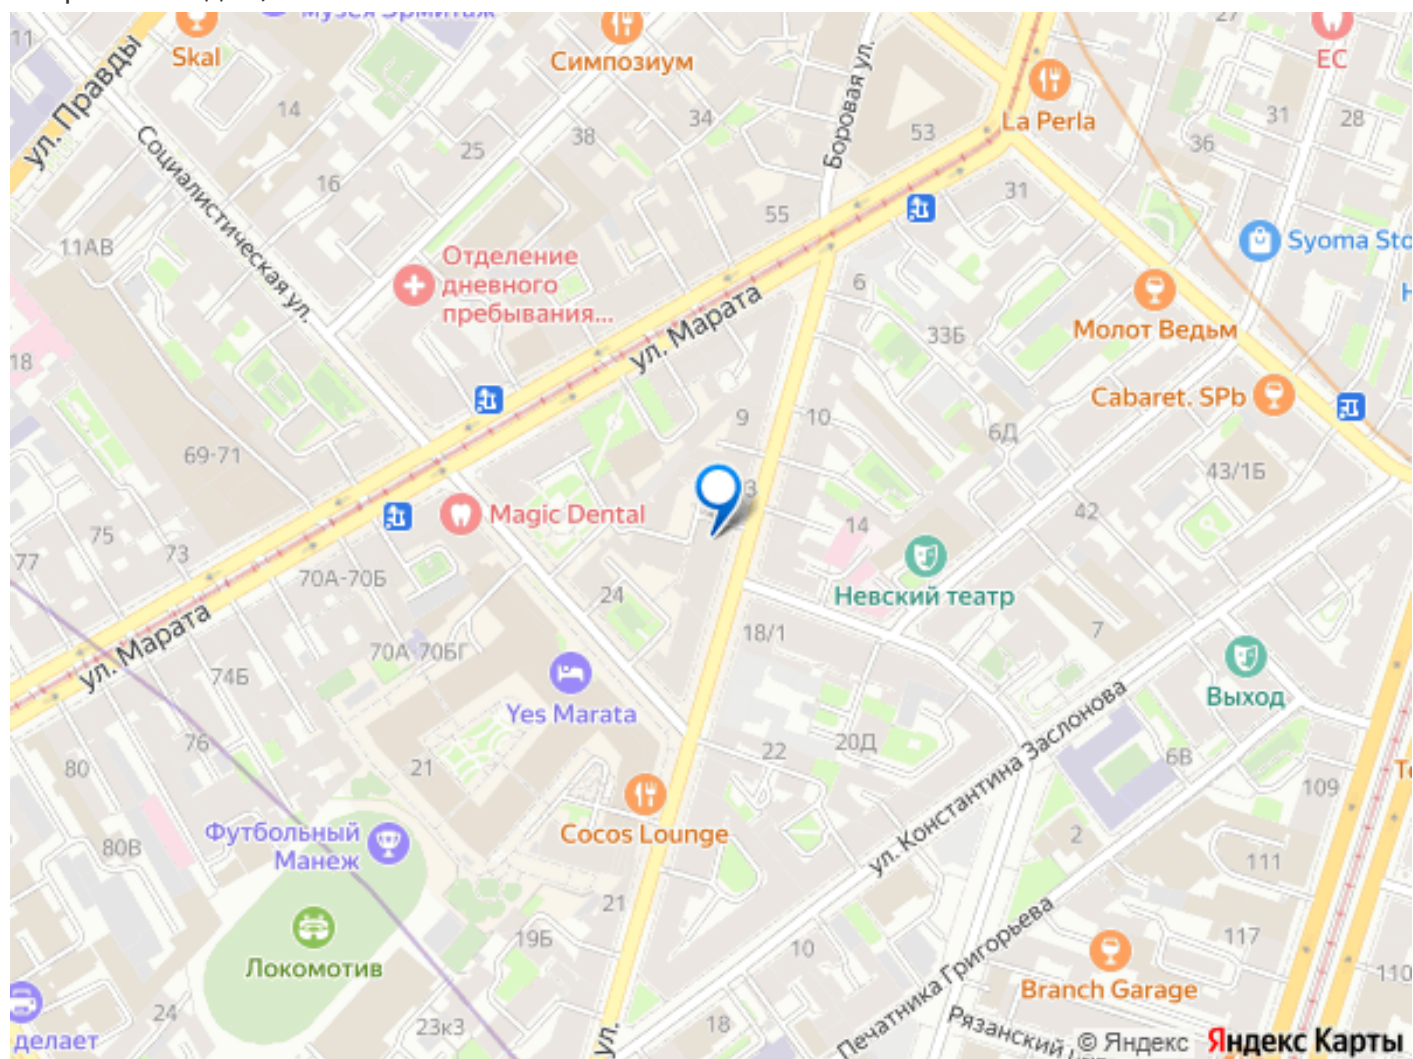 музея Эрмитаж
27
11
Skal
Симпозиум
ЕС
ул. Правды
Боровая ул.
La Perla
14
38
34
53
31
28
25
36
Социалистическая ул.
16
31
55
11АВ
Отделение
дневного
пребывания...
Syoma Sto
6
Молот Ведьм
33Б
ул. Марата
18
Cabaret. SPb
9
10
6Д
69-71
43/1Б
3
Magic Dental
14
42
75
73
77
70А-70Б
24
Невский театр
ул. Марата
18/1
7
70А-70БГ
74Б
Выход
Yes Marata
ул. Константина Заслонова
76
22
20Д
6В
80
21
109
Cocos Lounge
Футбольный
Манеж
80В
2
111
21
Печатника Григорьева
19Б
10
117
Локомотив
Branch Garage
110
24
делает
23к3
ул.
18
Рязанский
© Яндекс Яндекс Карты